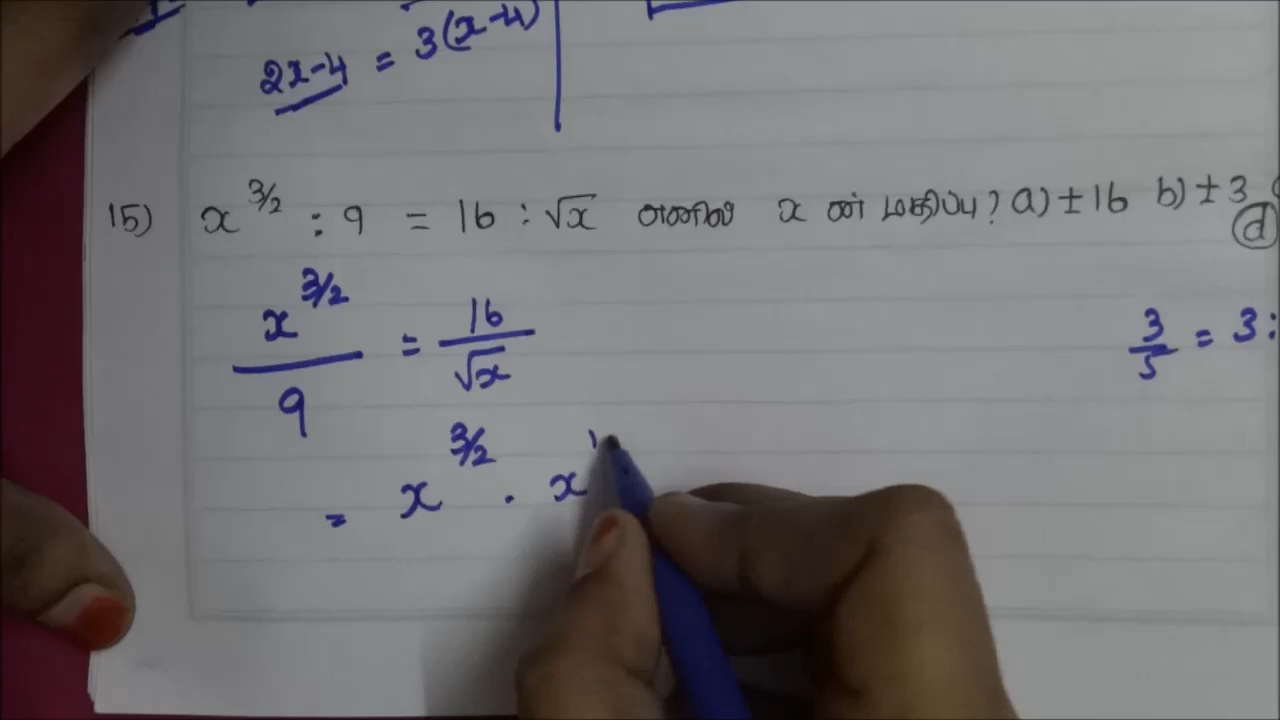 2x-4 = 3(x-4)
15) x^3/2 : 9 = 16 : √x எனில் x ன் மதிப்பு? a) ±16 b) ±3
d
x^3/2 / 9 = 16 / √x
3/5 = 3:
= x^3/2 . x